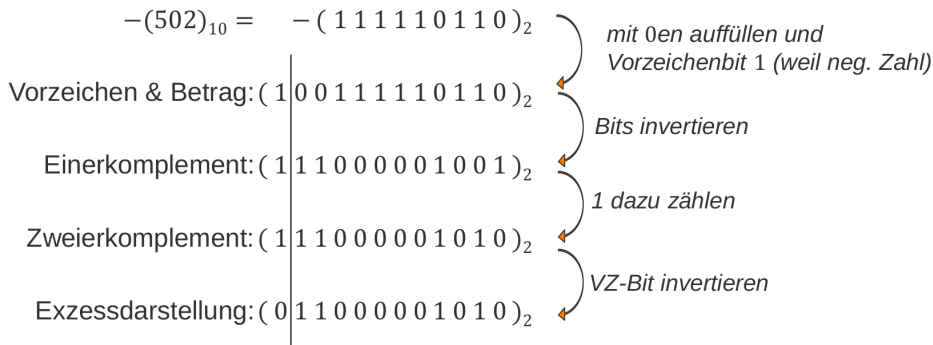 −(502)₁₀ = −( 1 1 1 1 1 0 1 1 0 )₂
mit 0en auffüllen und
Vorzeichenbit 1 (weil neg. Zahl)
Vorzeichen & Betrag: ( 1 0 0 1 1 1 1 1 0 1 1 0 )₂
Bits invertieren
Einerkomplement: ( 1 1 1 0 0 0 0 0 1 0 0 1 )₂
1 dazu zählen
Zweierkomplement: ( 1 1 1 0 0 0 0 0 1 0 1 0 )₂
VZ-Bit invertieren
Exzessdarstellung: ( 0 1 1 0 0 0 0 0 1 0 1 0 )₂